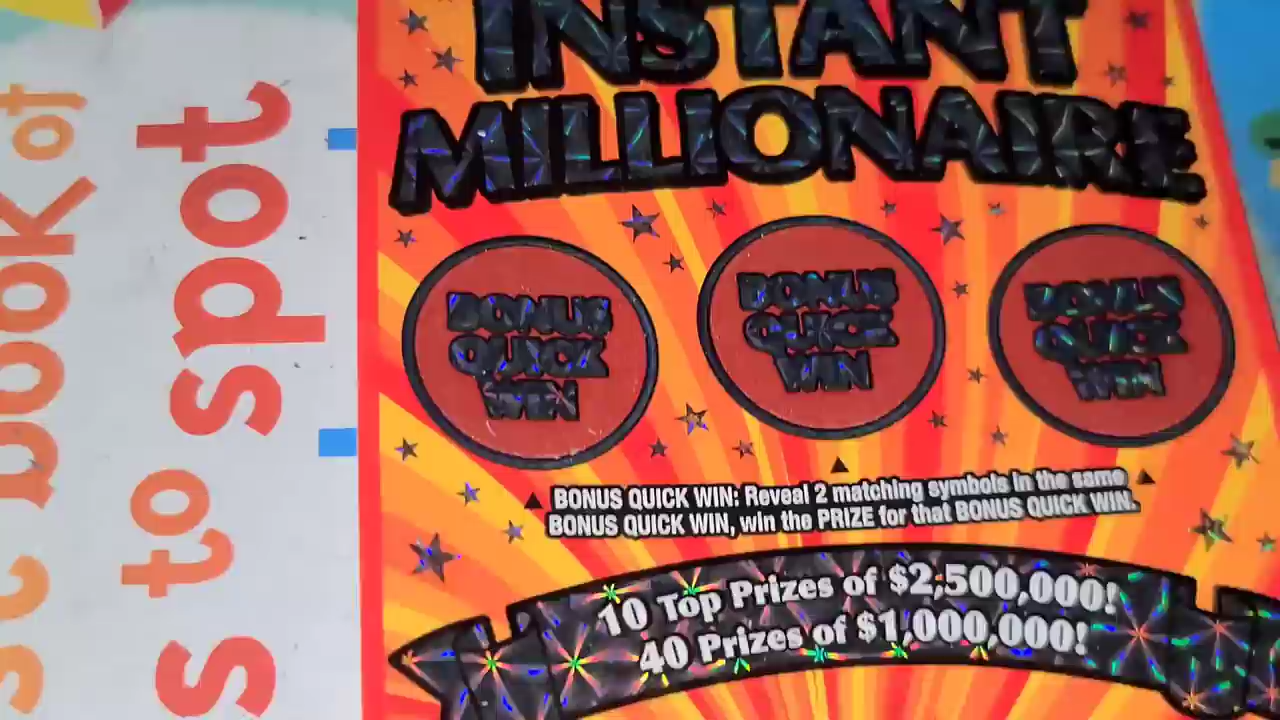 INSTANT
MILLIONAIRE
BONUS
QUICK
WIN
BONUS
QUICK
WIN
BONUS
QUICK
WIN
BONUS QUICK WIN: Reveal 2 matching symbols in the same
BONUS QUICK WIN, win the PRIZE for that BONUS QUICK WIN.
10 Top Prizes of $2,500,000!
40 Prizes of $1,000,000!
book of
s to spot